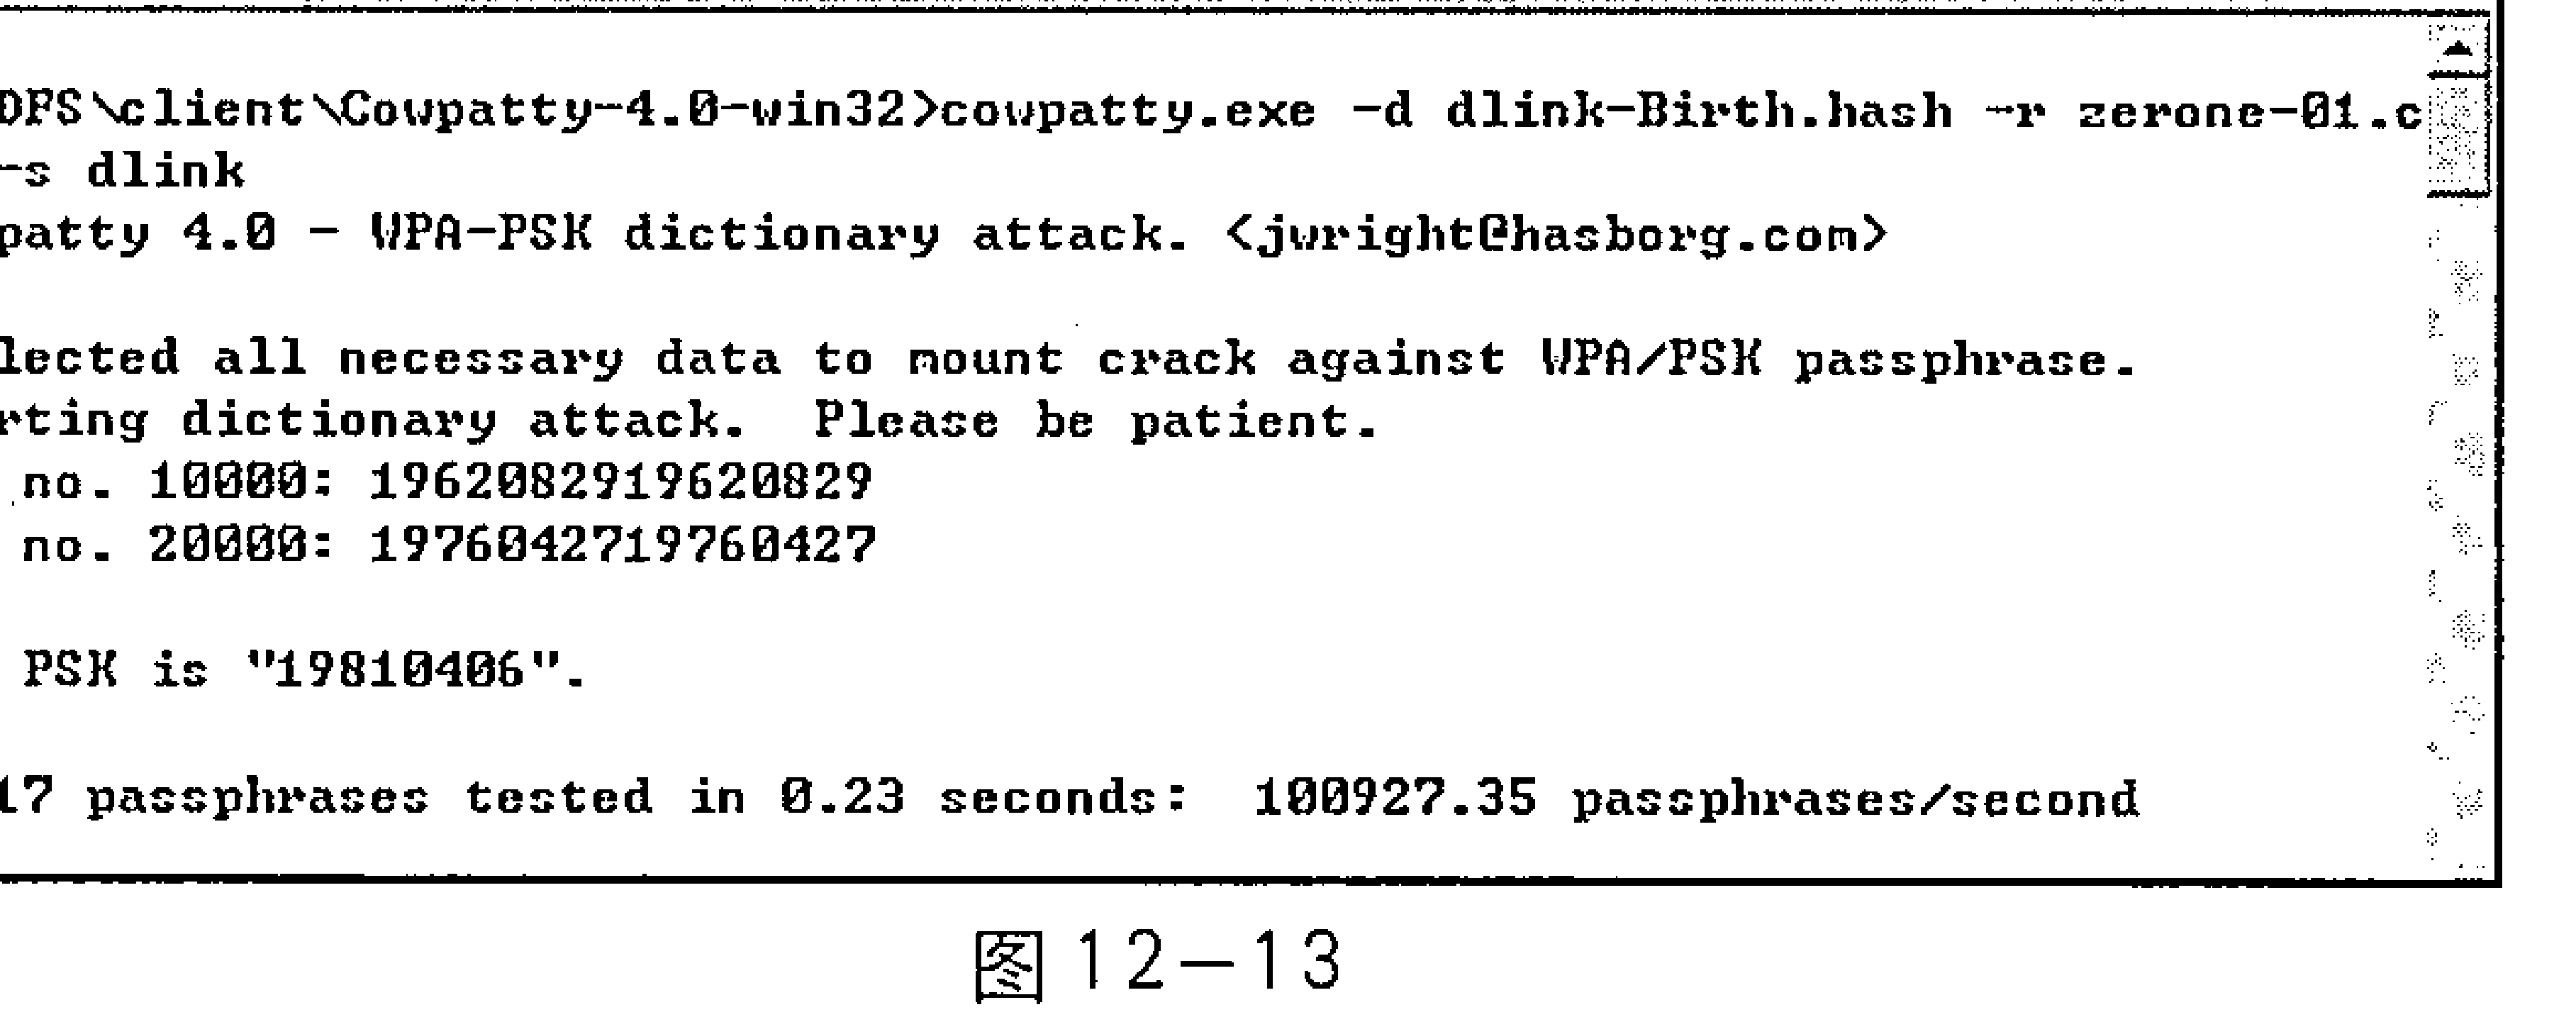 DFS\client\Cowpatty-4.0-win32>cowpatty.exe -d dlink-Birth.hash -r zerone-01.c
-s dlink
patty 4.0 - WPA-PSK dictionary attack. <jwright@hasborg.com>
lected all necessary data to mount crack against WPA/PSK passphrase.
rting dictionary attack.  Please be patient.
no. 10000: 1962082919620829
no. 20000: 1976042719760427
PSK is "19810406".
17 passphrases tested in 0.23 seconds:  100927.35 passphrases/second
图 12-13